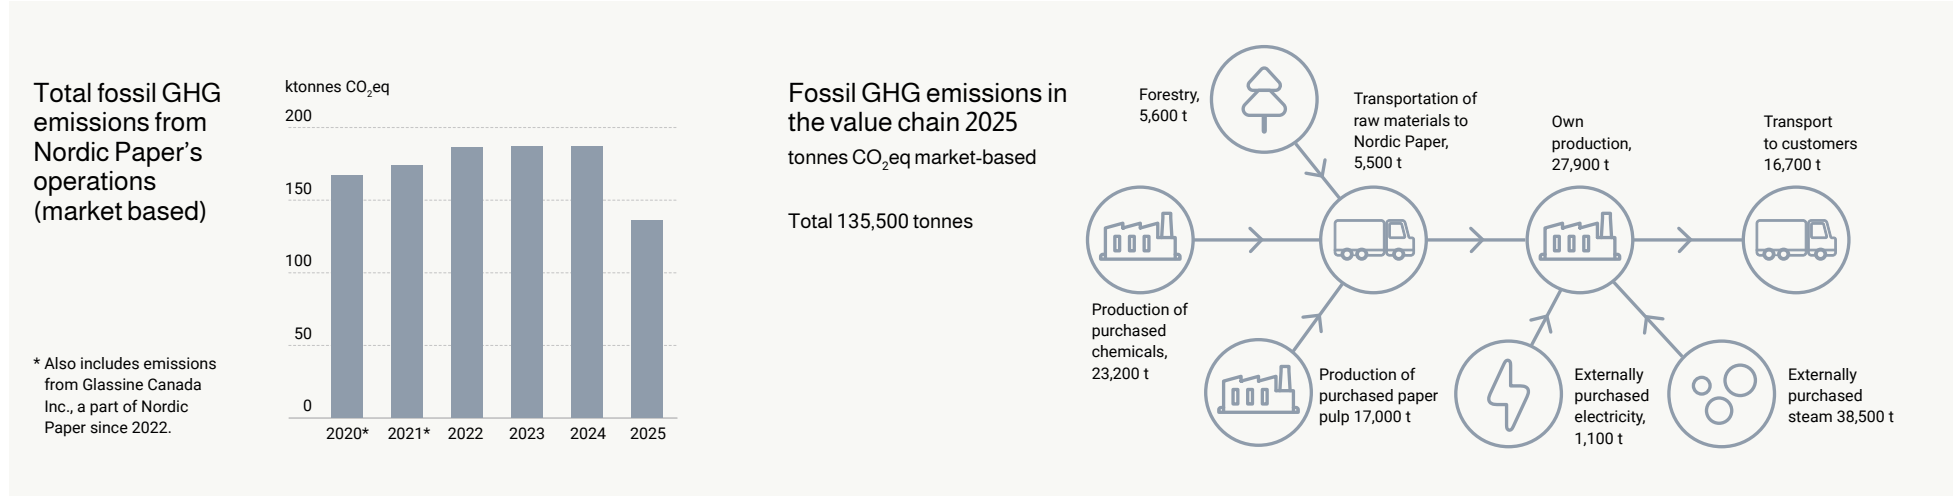 Total fossil GHG
emissions from
Nordic Paper's
operations
(market based)
* Also includes emissions
from Glassine Canada
Inc., a part of Nordic
Paper since 2022.
ktonnes CO₂eq
200
150
100
50
0
2020*
2021*
2022
2023
2024
2025
Fossil GHG emissions in
the value chain 2025
tonnes CO₂eq market-based
Total 135,500 tonnes
Forestry,
5,600 t
Transportation of
raw materials to
Nordic Paper,
5,500 t
Own
production,
27,900 t
Transport
to customers
16,700 t
Production of
purchased
chemicals,
23,200 t
Production of
purchased paper
pulp 17,000 t
Externally
purchased
electricity,
1,100 t
Externally
purchased
steam 38,500 t